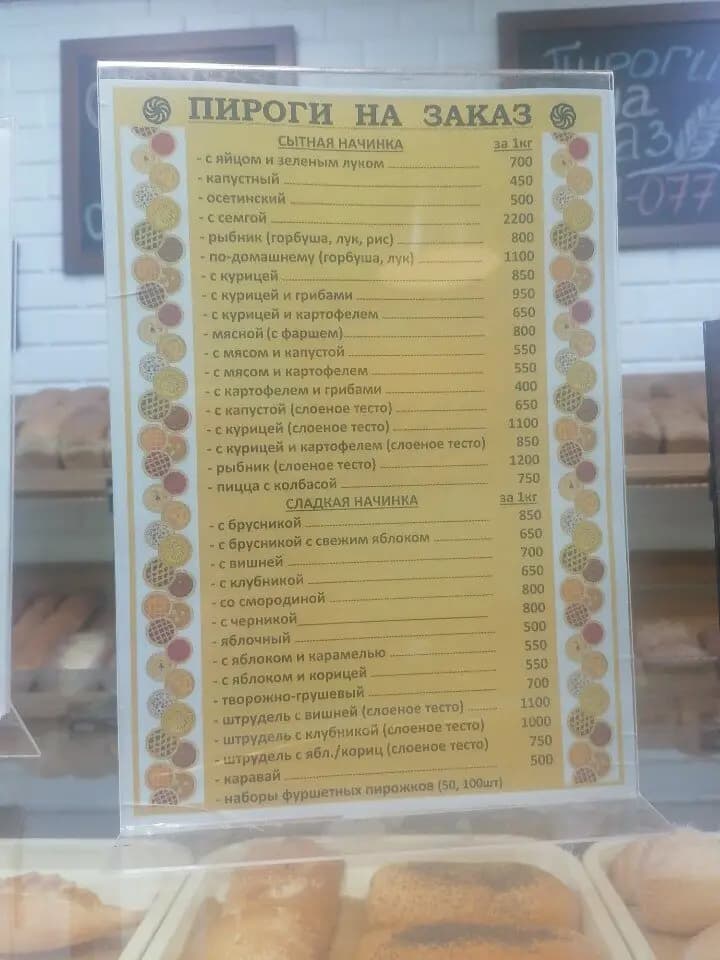 ПИРОГИ НА ЗАКАЗ
СЫТНАЯ НАЧИНКА за 1кг
- с яйцом и зеленым луком 700
- капустный 450
- осетинский 500
- с семгой 2200
- рыбник (горбуша, лук, рис) 800
- по-домашнему (горбуша, лук) 1100
- с курицей 850
- с курицей и грибами 950
- с курицей и картофелем 650
- мясной (с фаршем) 800
- с мясом и капустой 550
- с мясом и картофелем 550
- с картофелем и грибами 400
- с капустой (слоеное тесто) 650
- с курицей (слоеное тесто) 1100
- с курицей и картофелем (слоеное тесто) 850
- рыбник (слоеное тесто) 1200
- пицца с колбасой 750
СЛАДКАЯ НАЧИНКА за 1кг
- с брусникой 850
- с брусникой с свежим яблоком 650
- с вишней 700
- с клубникой 650
- со смородиной 800
- с черникой 800
- яблочный 500
- с яблоком и карамелью 550
- с яблоком и корицей 550
- творожно-грушевый 700
- штрудель с вишней (слоеное тесто) 1100
- штрудель с клубникой (слоеное тесто) 1000
- штрудель с ябл./кориц (слоеное тесто) 750
- каравай 500
- наборы фуршетных пирожков (50, 100шт)
ПИРОГИ
-077